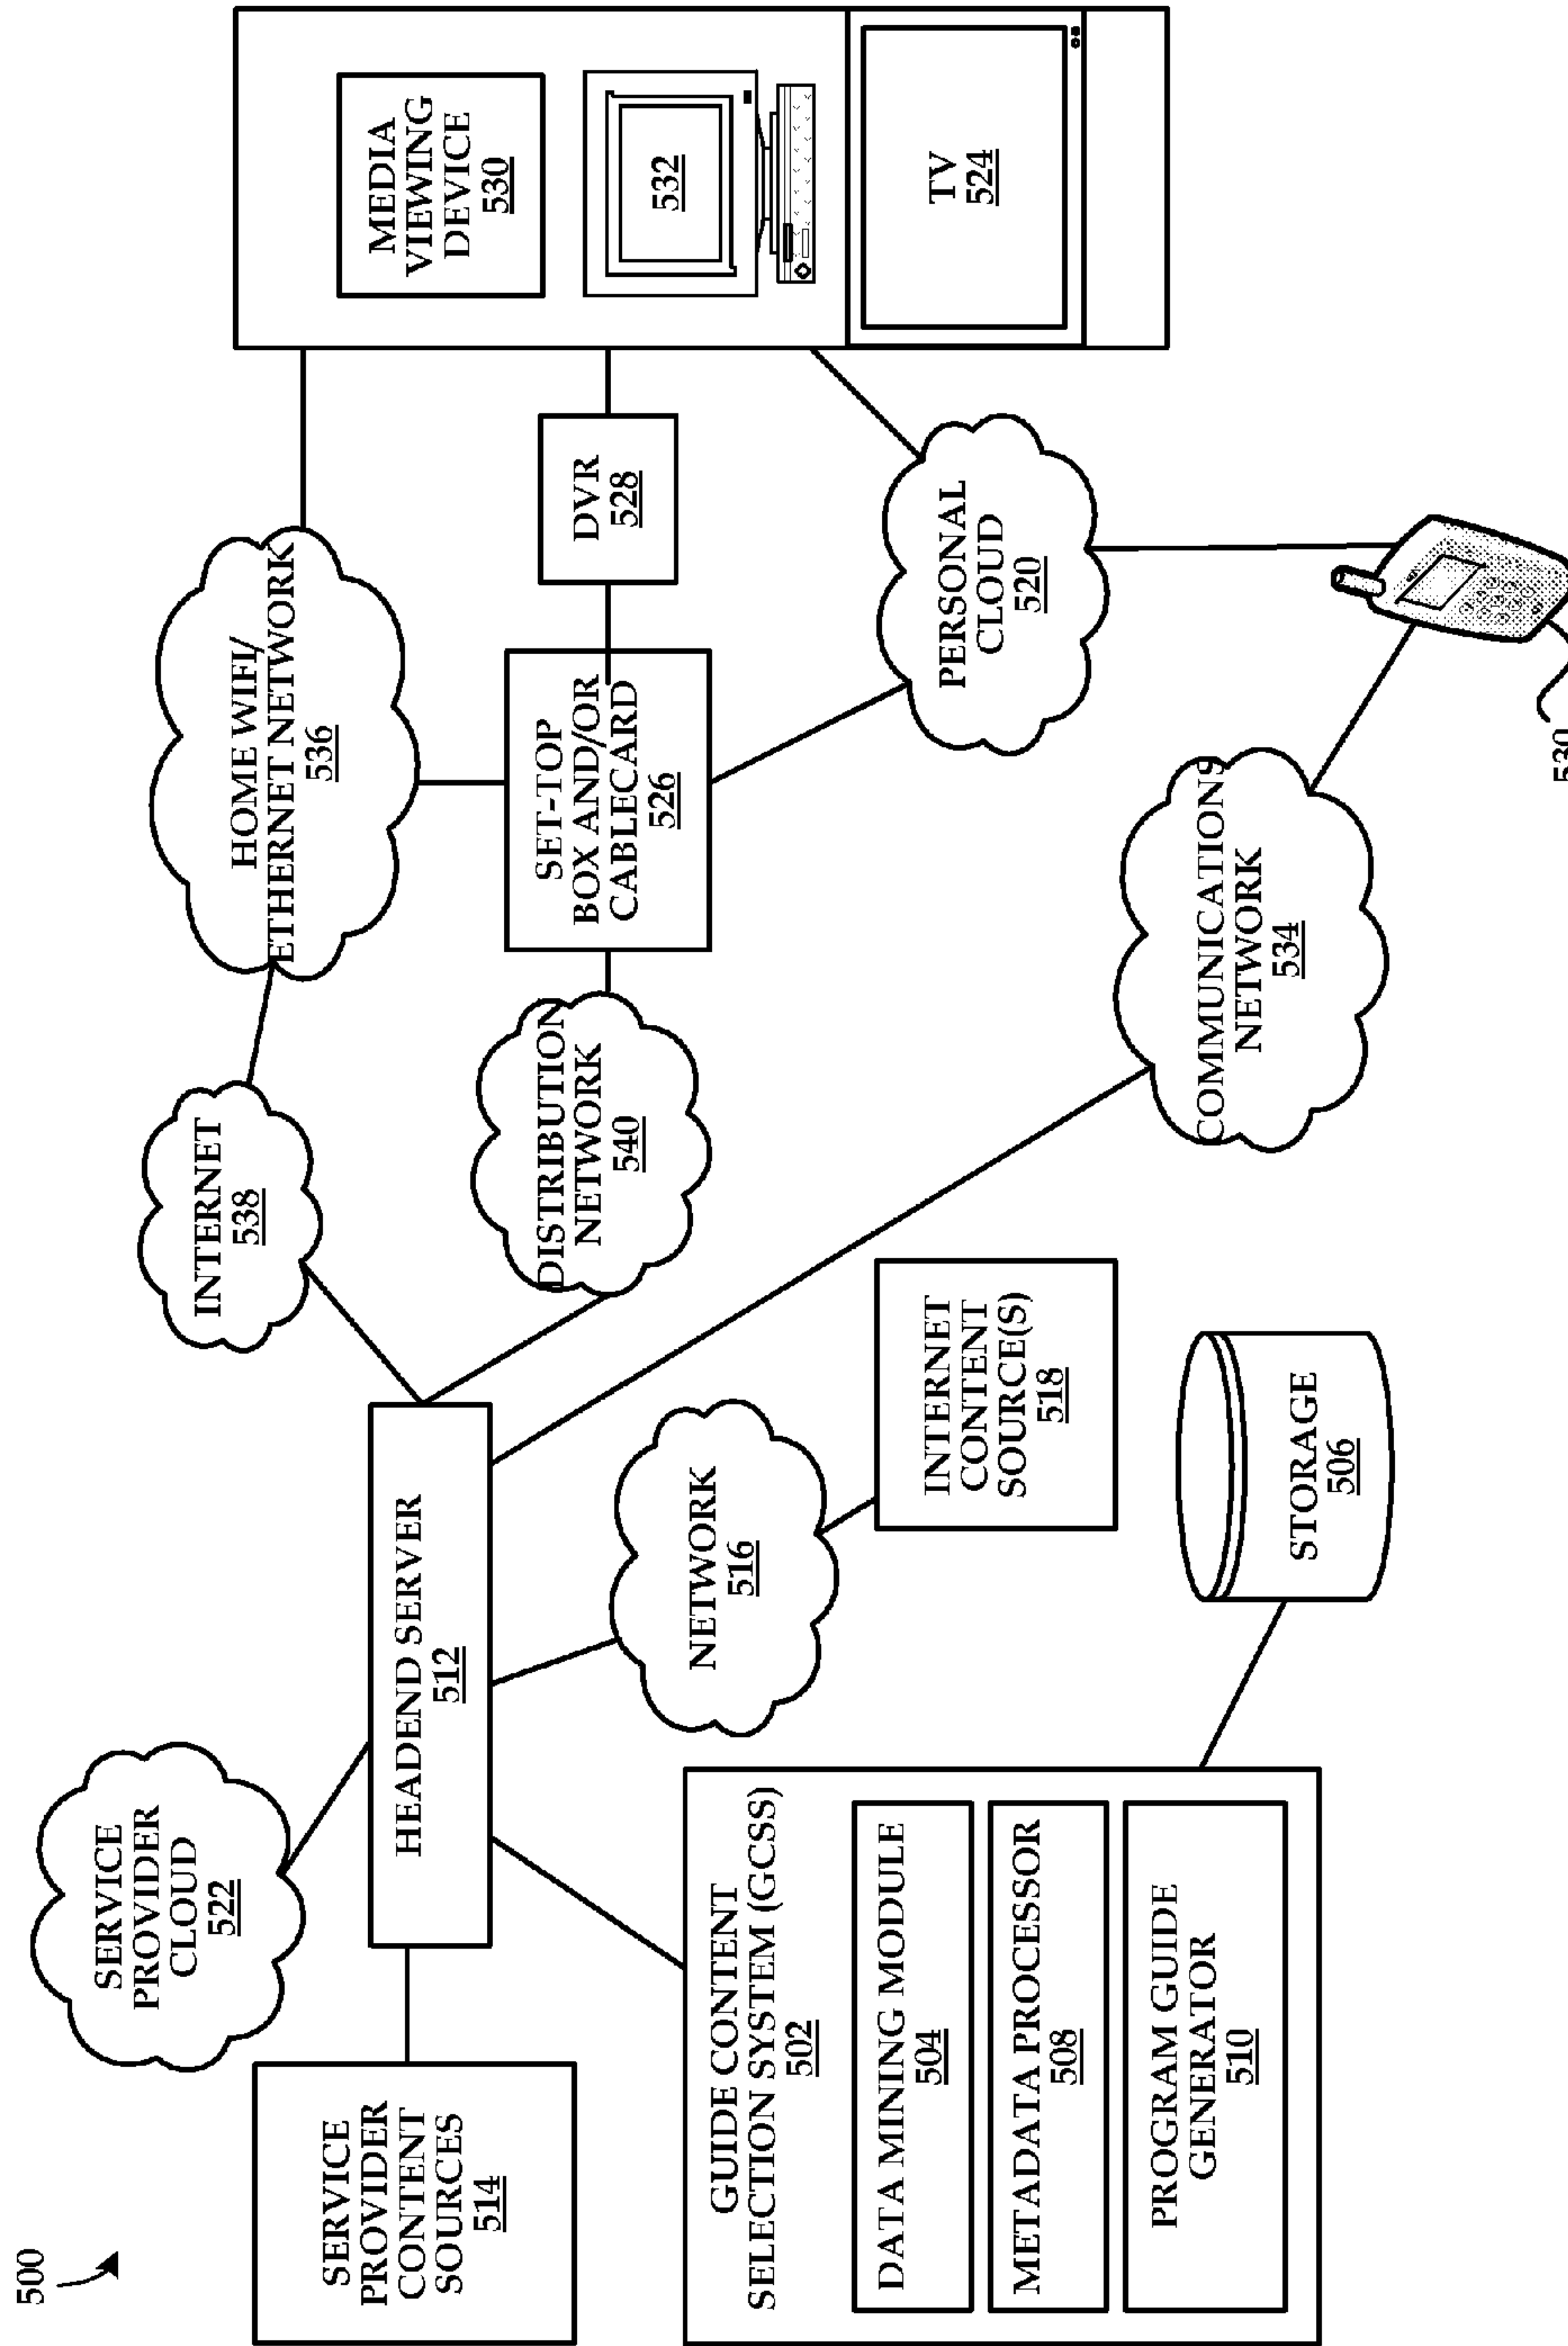 500
SERVICE
PROVIDER
CLOUD
522
INTERNET
538
HOME WIFI/
ETHERNET NETWORK
536
SERVICE
PROVIDER
CONTENT
SOURCES
514
HEADEND SERVER
512
DISTRIBUTION
NETWORK
540
SET-TOP
BOX AND/OR
CABLECARD
526
DVR
528
MEDIA
VIEWING
DEVICE
530
532
TV
524
GUIDE CONTENT
SELECTION SYSTEM (GCSS)
502
DATA MINING MODULE
504
METADATA PROCESSOR
508
PROGRAM GUIDE
GENERATOR
510
NETWORK
516
INTERNET
CONTENT
SOURCE(S)
518
STORAGE
506
PERSONAL
CLOUD
520
COMMUNICATIONS
NETWORK
534
530